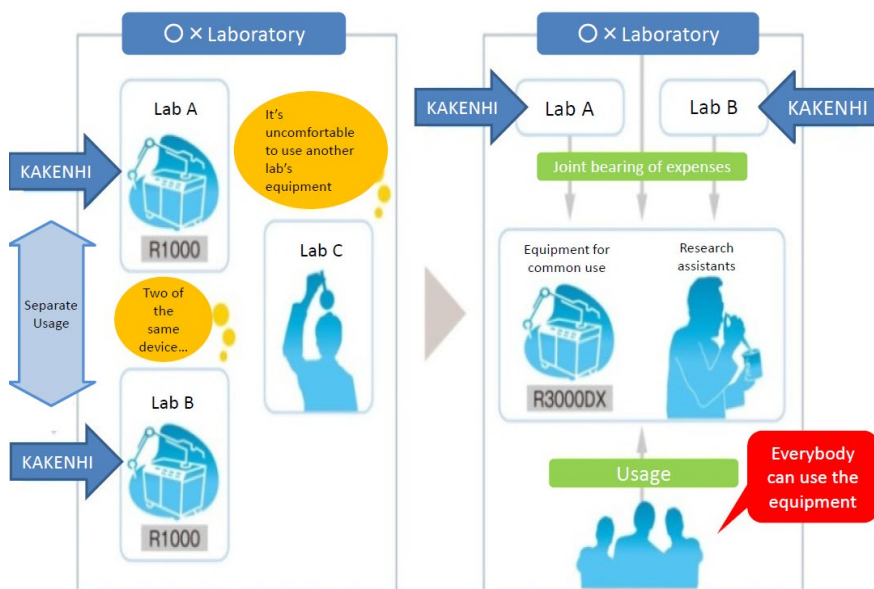 ○×Laboratory
Lab A
KAKENHI
R1000
It's
uncomfortable
to use another
lab's
equipment
Lab C
Separate
Usage
Two of
the
same
device...
Lab B
KAKENHI
R1000
○×Laboratory
KAKENHI
Lab A
Lab B
KAKENHI
Joint bearing of expenses
Equipment for
common use
Research
assistants
R3000DX
Usage
Everybody
can use the
equipment